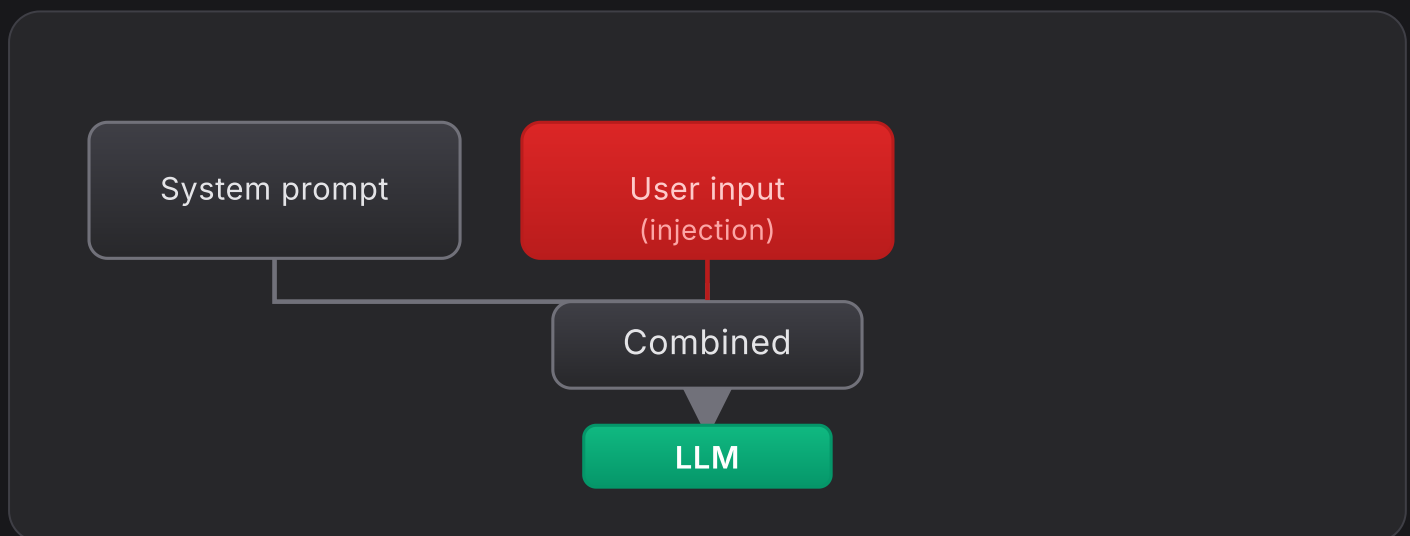 System prompt
User input
(injection)
Combined
LLM